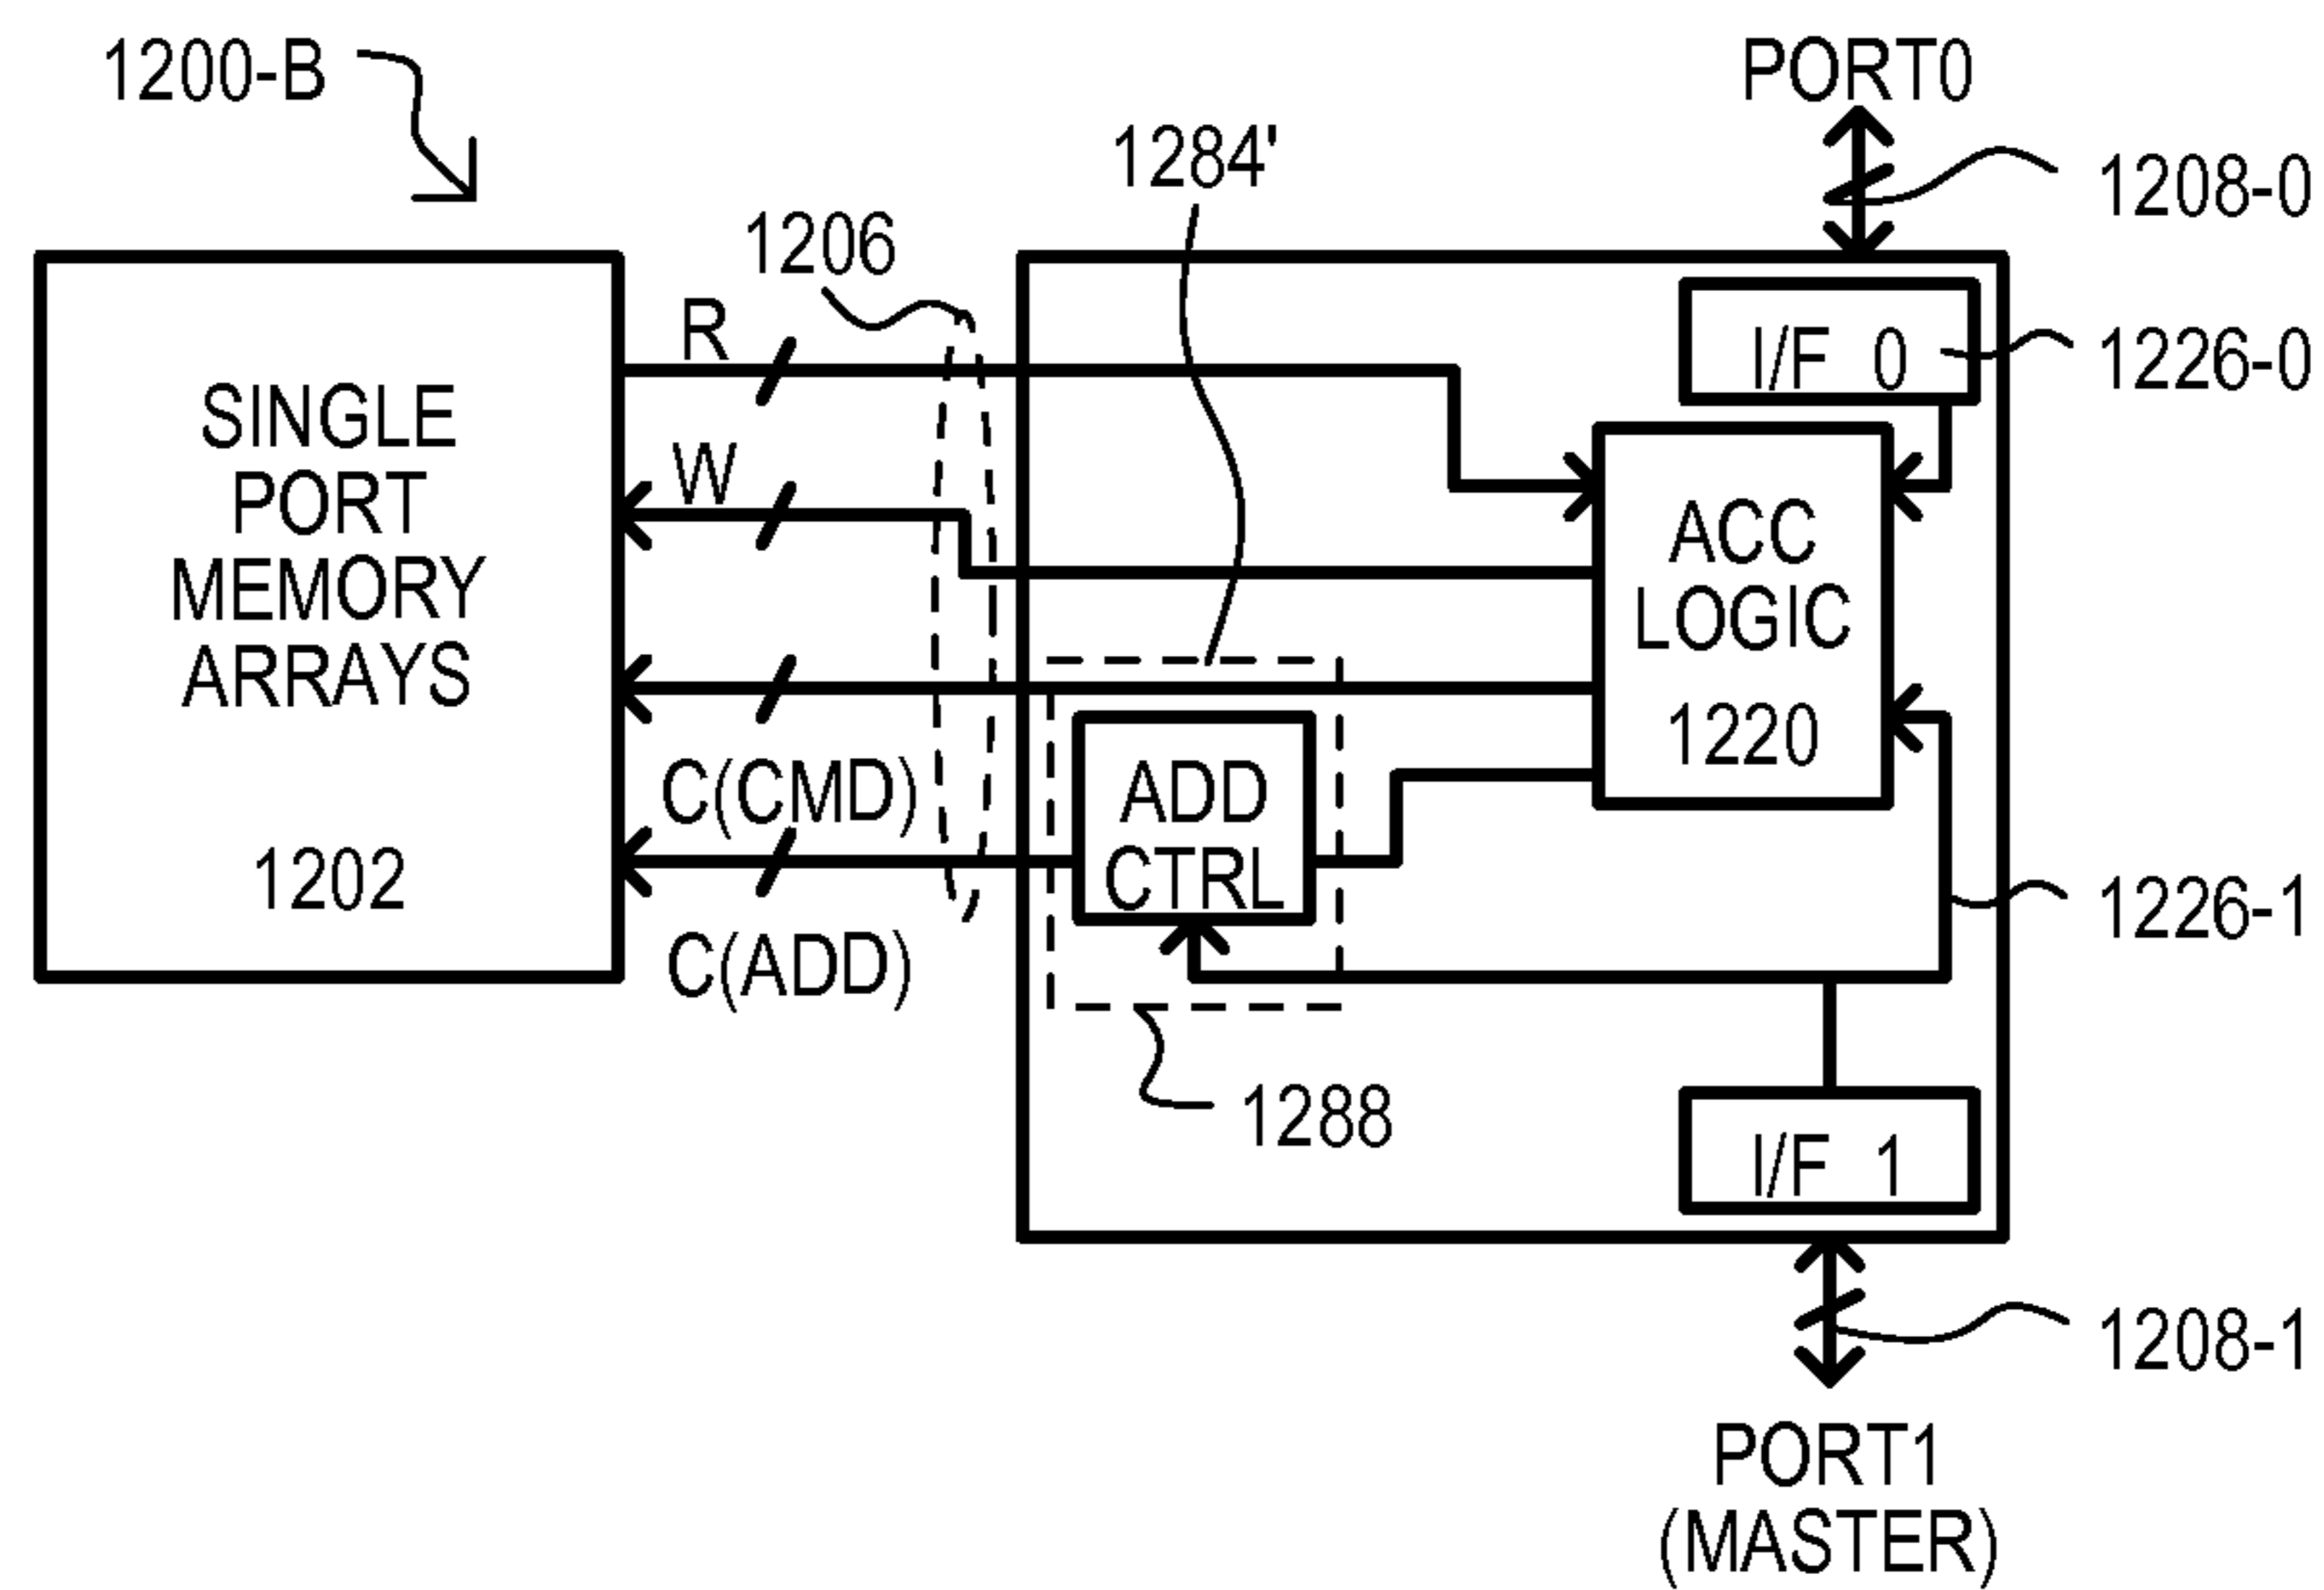 1200-B
PORT0
1284'
1208-0
1206
R
I/F 0
1226-0
SINGLE
PORT
MEMORY
ARRAYS
1202
W
ACC
LOGIC
1220
C(CMD)
ADD
CTRL
C(ADD)
1226-1
1288
I/F 1
1208-1
PORT1
(MASTER)